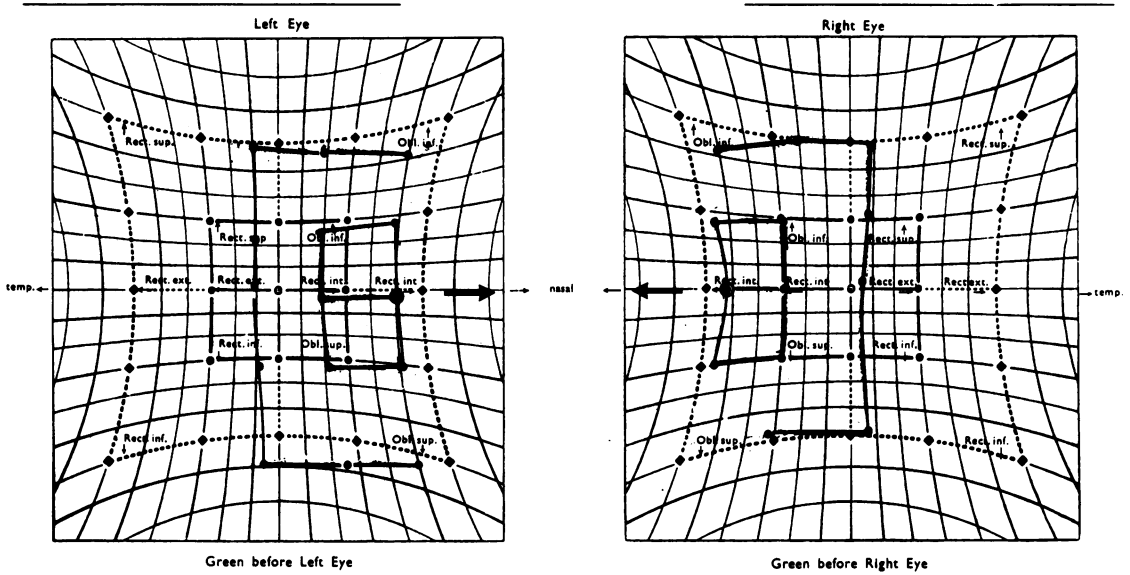 Left Eye
Right Eye
Rect. sup.
Obl. inf.
Obl. inf.
Rect. sup.
Rect. sup
Obl. inf.
Obl. inf.
Rect. sup.
temp.
Rect. ext.
Rect. ext.
Rect. int.
Rect. int
nasal
Rect. int
Rect. int.
Rect ext.
Rect ext.
temp.
Rect. inf.
Obl. sup.
Obl. sup.
Rect. inf.
Rect. inf.
Obl. sup.
Obl. sup.
Rect. inf.
Green before Left Eye
Green before Right Eye